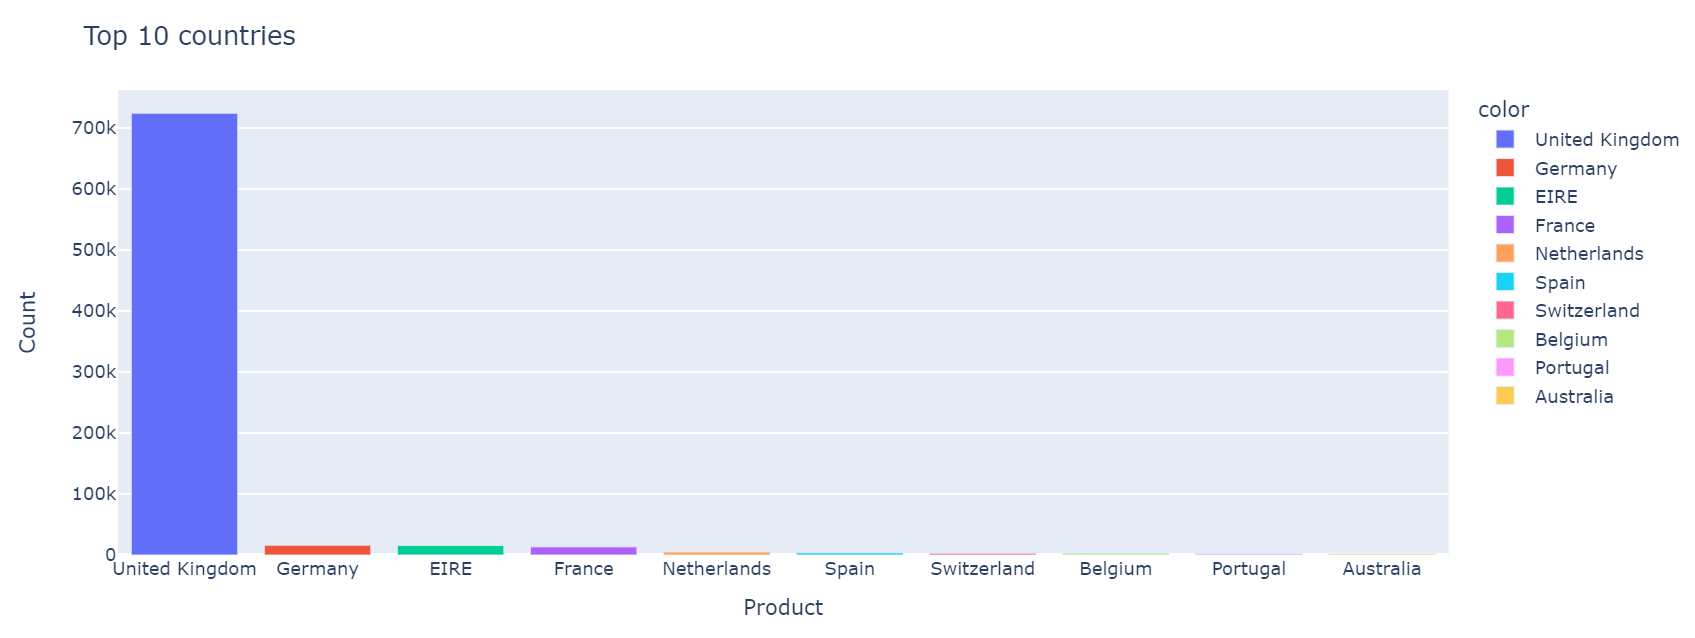 Top 10 countries
Count
700k
600k
500k
400k
300k
200k
100k
0
United Kingdom Germany EIRE France Netherlands Spain Switzerland Belgium Portugal Australia
Product
color
United Kingdom
Germany
EIRE
France
Netherlands
Spain
Switzerland
Belgium
Portugal
Australia